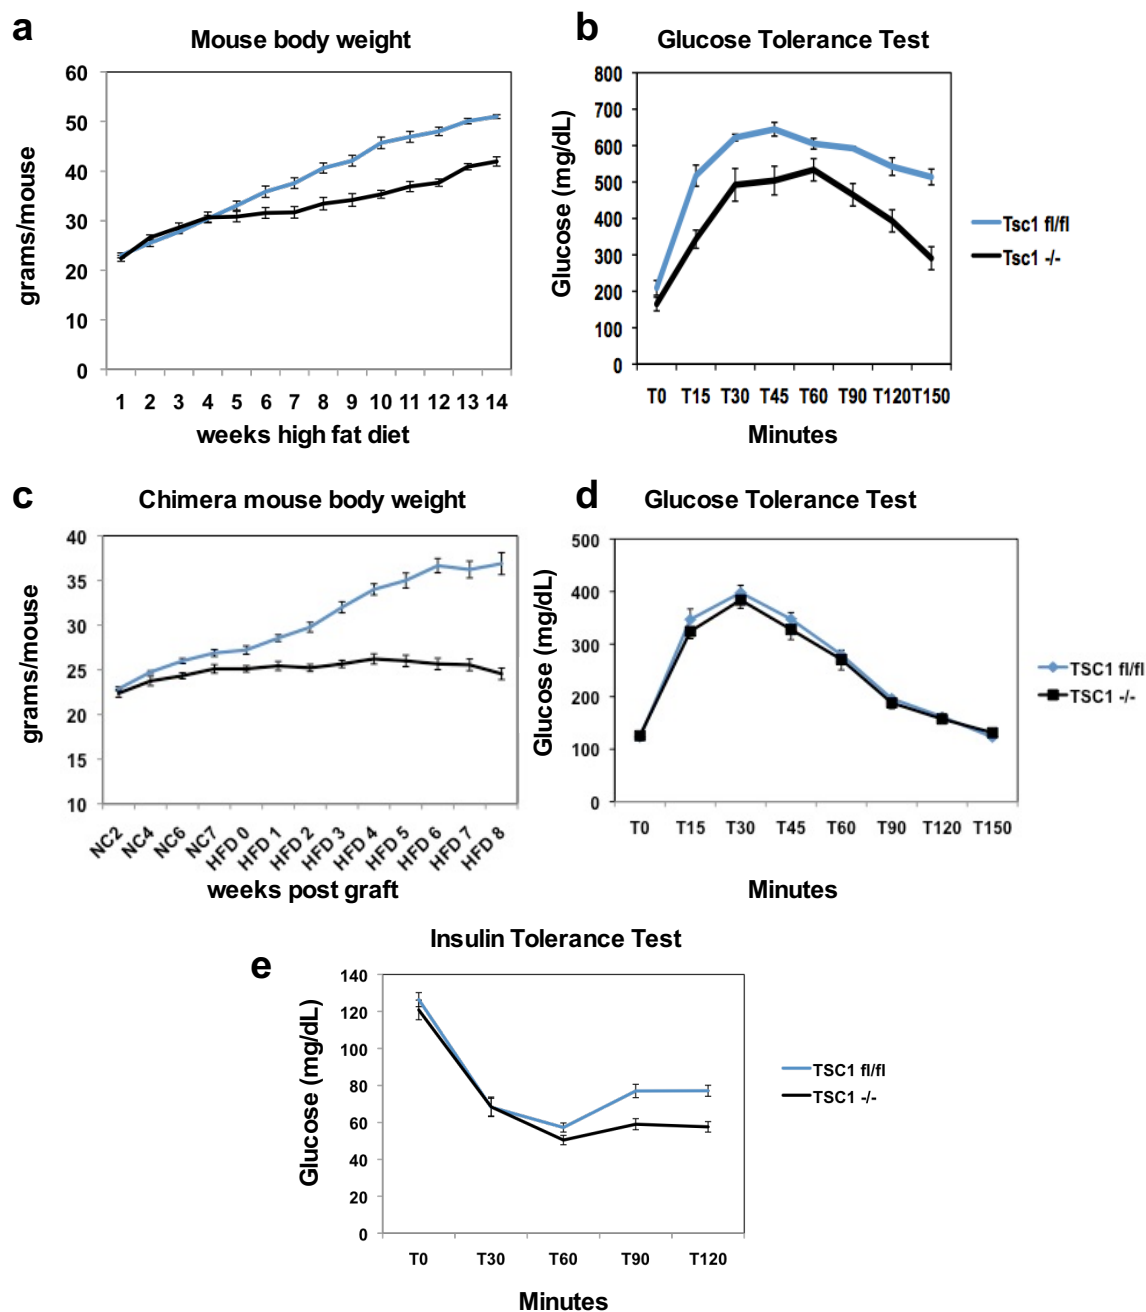 a
Mouse body weight
60
50
40
30
20
10
0
grams/mouse
1 2 3 4 5 6 7 8 9 10 11 12 13 14
weeks high fat diet
b
Glucose Tolerance Test
800
700
600
500
400
300
200
100
0
Glucose (mg/dL)
T0 T15 T30 T45 T60 T90 T120 T150
Minutes
Tsc1 fl/fl
Tsc1 -/-
c
Chimera mouse body weight
40
35
30
25
20
15
10
grams/mouse
NC2 NC4 NC6 NC7 HFD 0 HFD 1 HFD 2 HFD 3 HFD 4 HFD 5 HFD 6 HFD 7 HFD 8
weeks post graft
d
Glucose Tolerance Test
500
400
300
200
100
0
Glucose (mg/dL)
T0 T15 T30 T45 T60 T90 T120 T150
Minutes
TSC1 fl/fl
TSC1 -/-
e
Insulin Tolerance Test
140
120
100
80
60
40
20
0
Glucose (mg/dL)
T0 T30 T60 T90 T120
Minutes
TSC1 fl/fl
TSC1 -/-